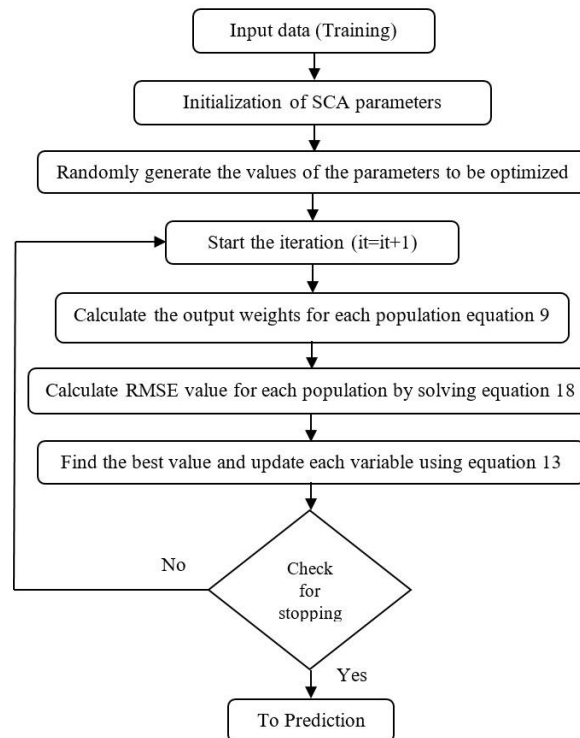 Input data (Training)
Initialization of SCA parameters
Randomly generate the values of the parameters to be optimized
Start the iteration (it=it+1)
Calculate the output weights for each population equation 9
Calculate RMSE value for each population by solving equation 18
Find the best value and update each variable using equation 13
No
Check
for
stopping
Yes
To Prediction